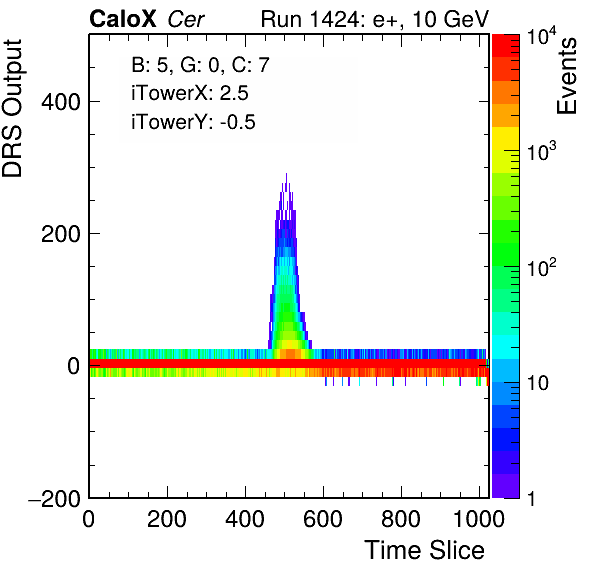 CaloX Cer Run 1424: e+, 10 GeV
B: 5, G: 0, C: 7
iTowerX: 2.5
iTowerY: -0.5
DRS Output
400
200
0
−200
0 200 400 600 800 1000
Time Slice
Events
10^4
10^3
10^2
10
1